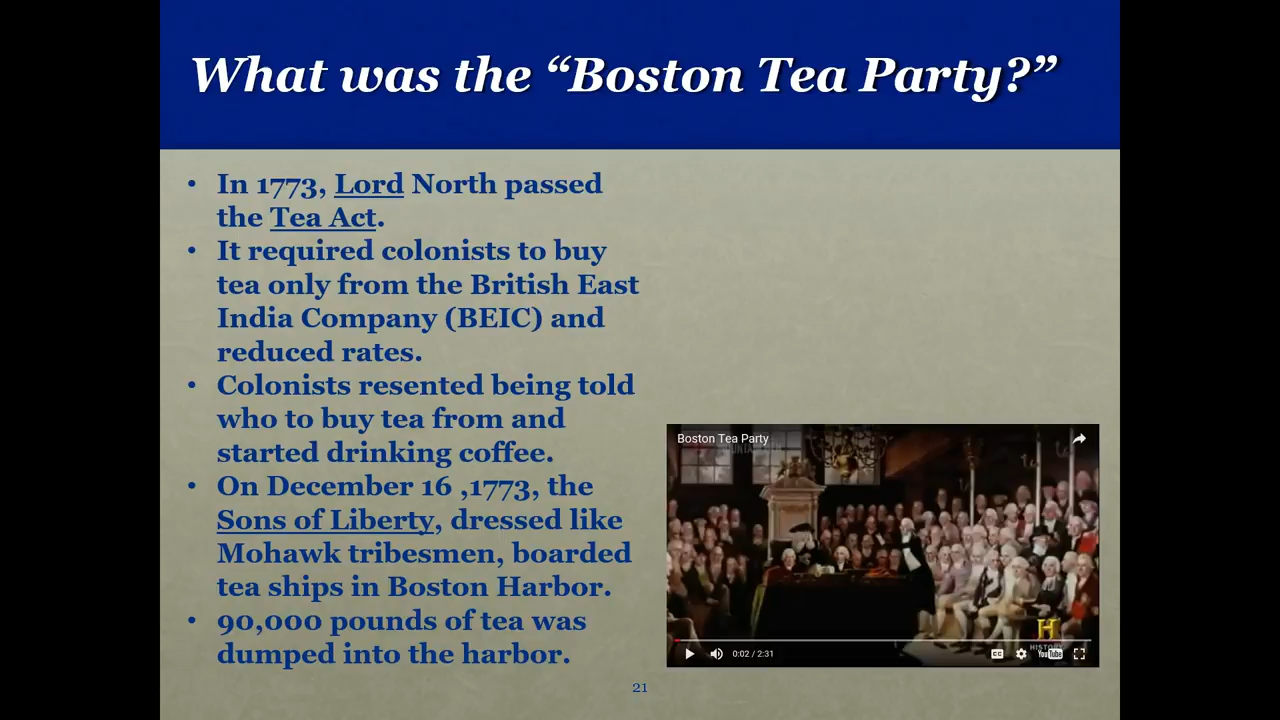 What was the “Boston Tea Party?”
• In 1773, Lord North passed
the Tea Act.
• It required colonists to buy
tea only from the British East
India Company (BEIC) and
reduced rates.
• Colonists resented being told
who to buy tea from and
started drinking coffee.
• On December 16 ,1773, the
Sons of Liberty, dressed like
Mohawk tribesmen, boarded
tea ships in Boston Harbor.
• 90,000 pounds of tea was
dumped into the harbor.
Boston Tea Party
H
HISTORY
0:02 / 2:31
CC
YouTube
21